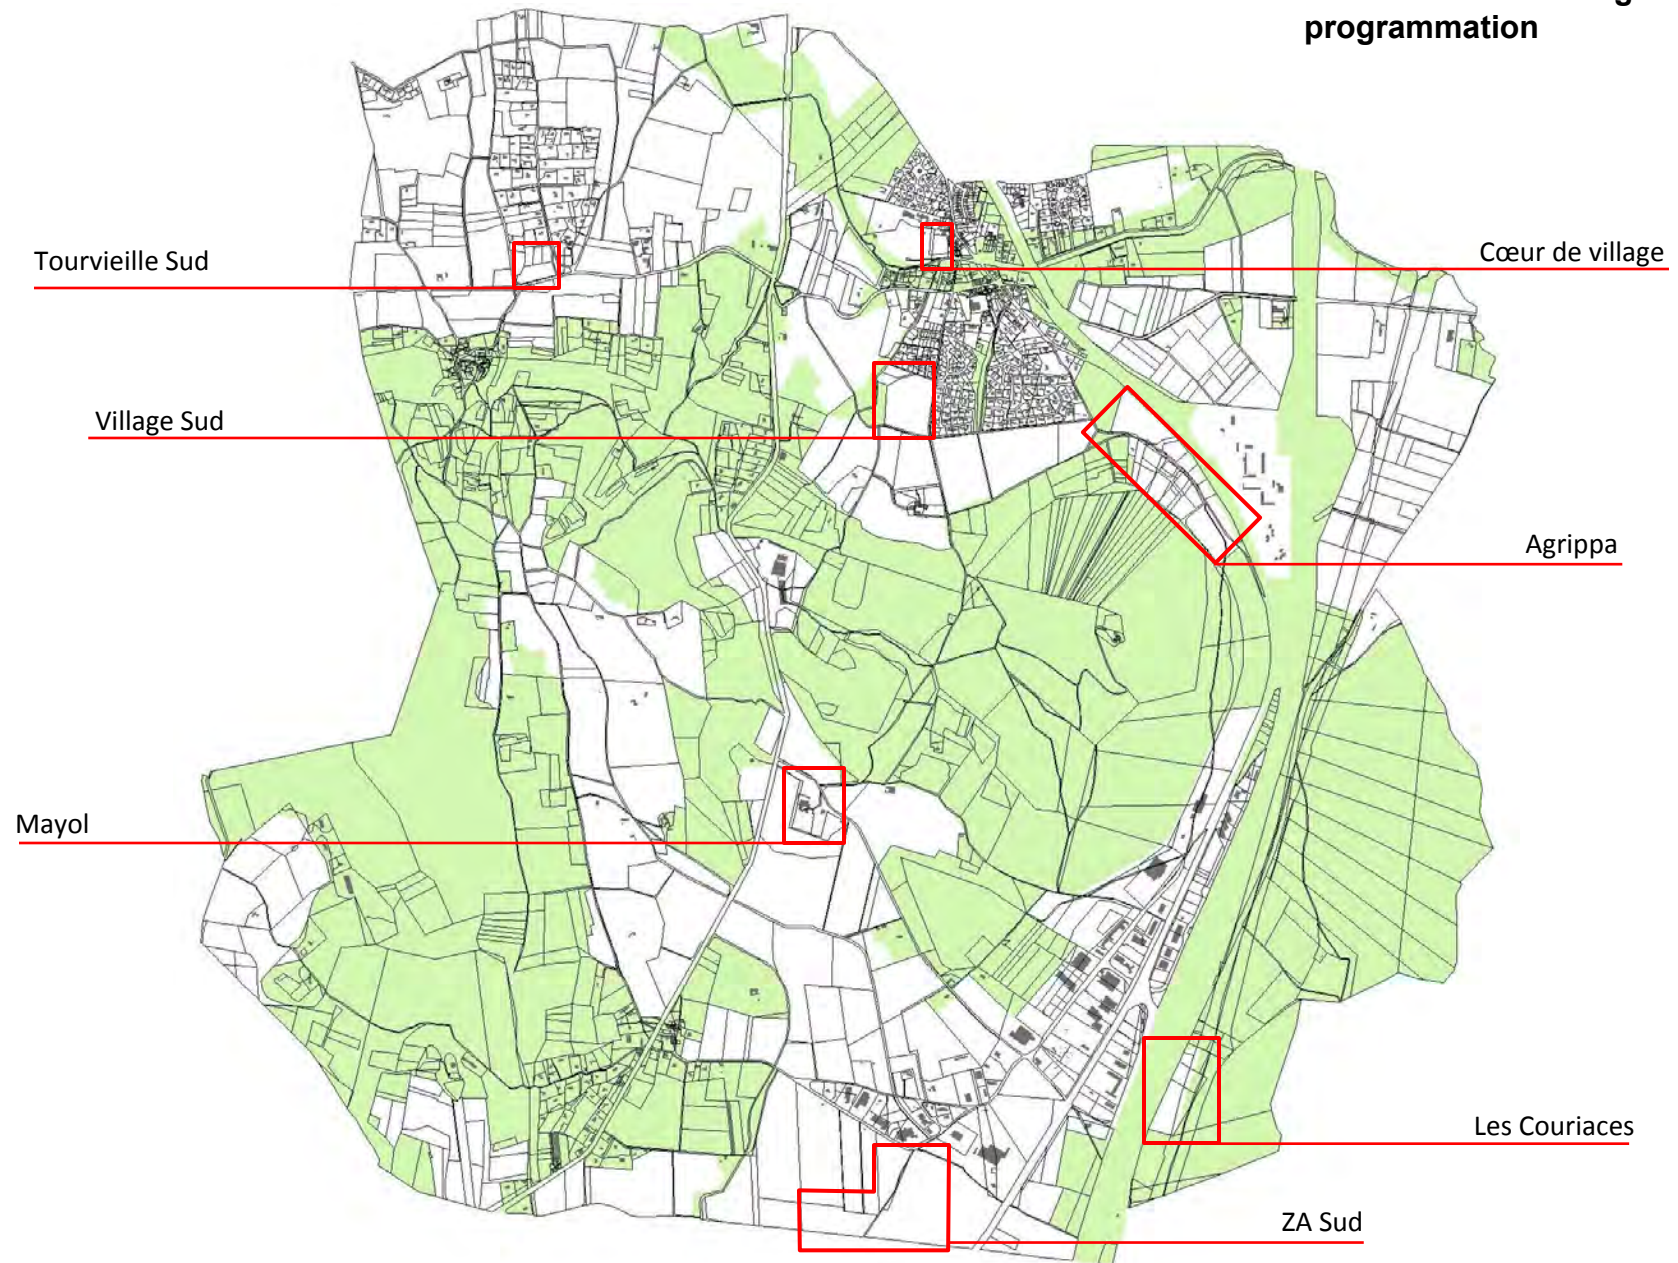 programmation
Tourvieille Sud
Cœur de village
Village Sud
Agrippa
Mayol
Les Couriaces
ZA Sud